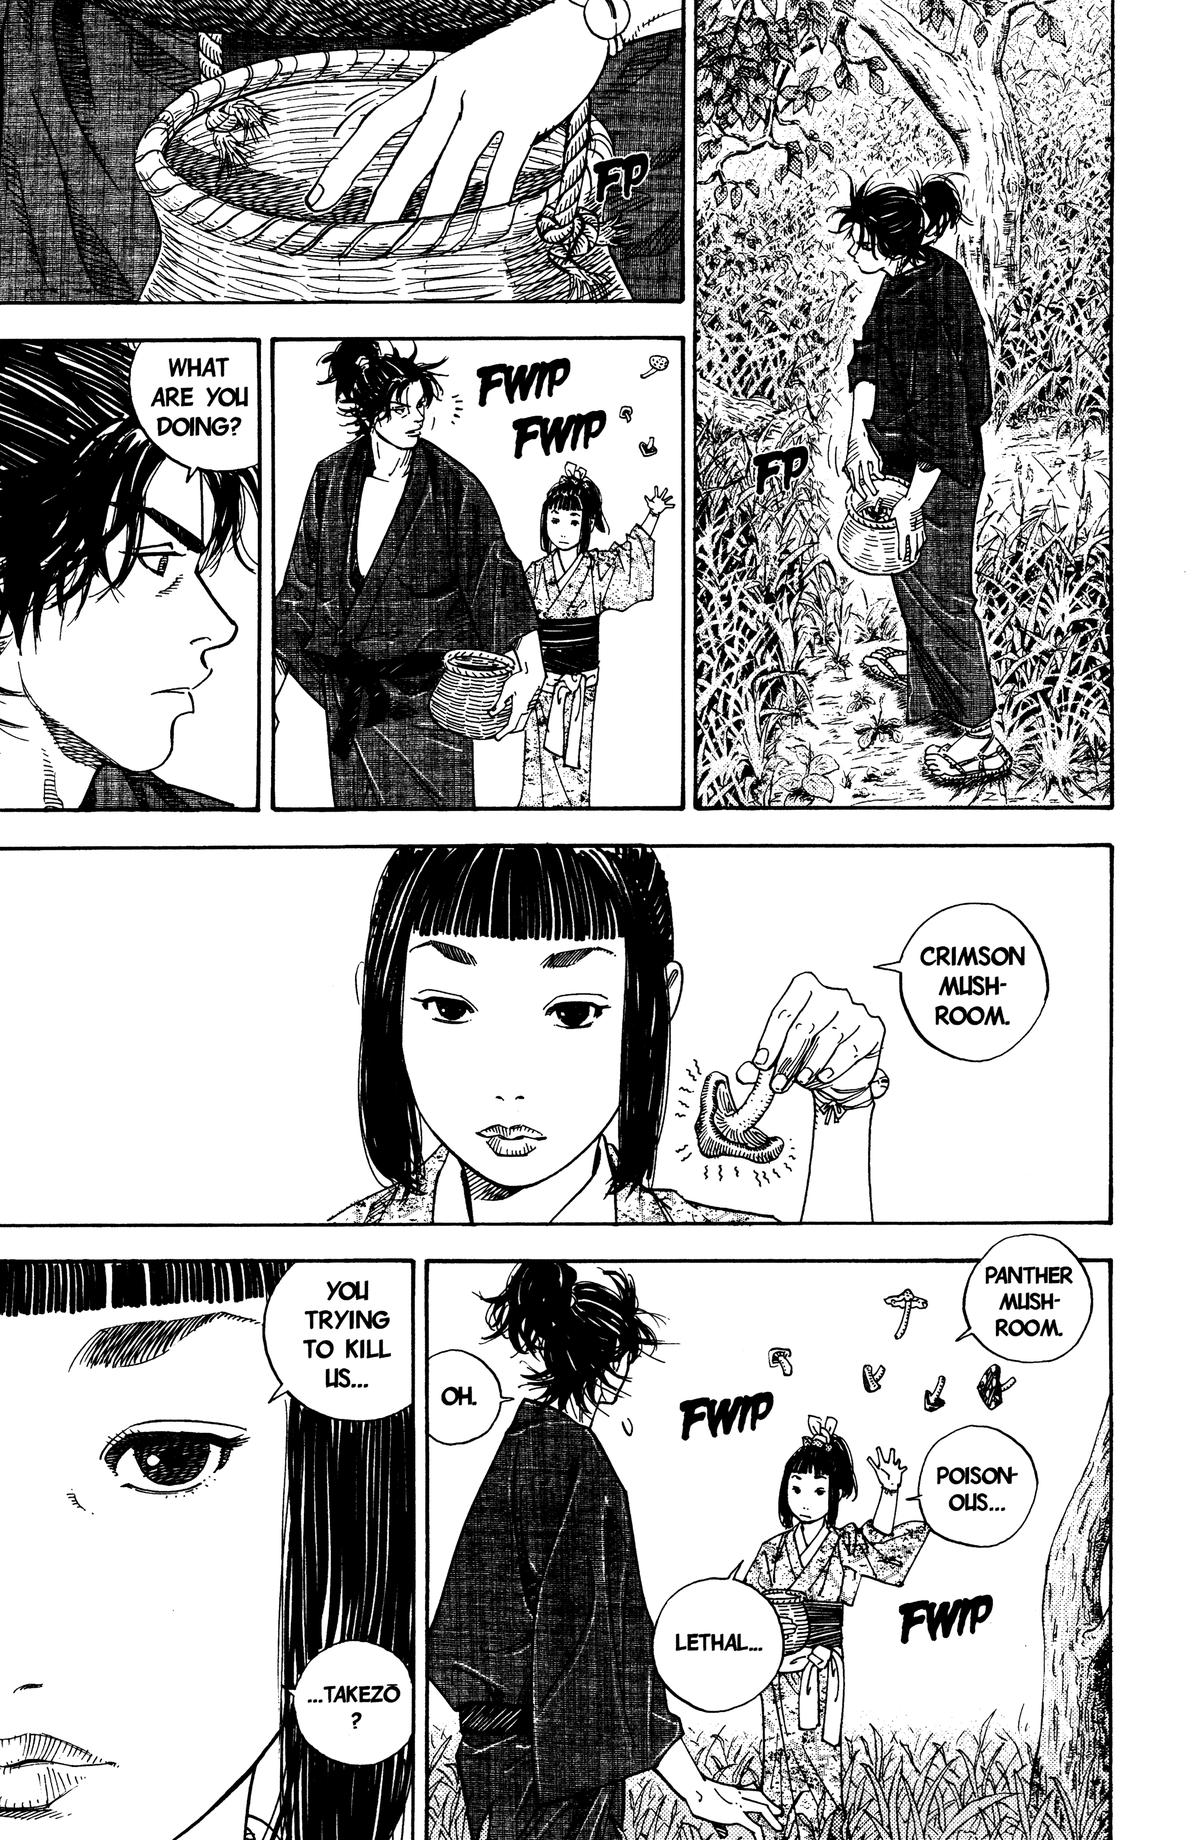 FP
FP
FWIP
FWIP
WHAT
ARE YOU
DOING?
CRIMSON
MUSH-
ROOM.
PANTHER
MUSH-
ROOM.
POISON-
OUS...
FWIP
FWIP
LETHAL...
OH.
YOU
TRYING
TO KILL
US...
...TAKEZŌ
?